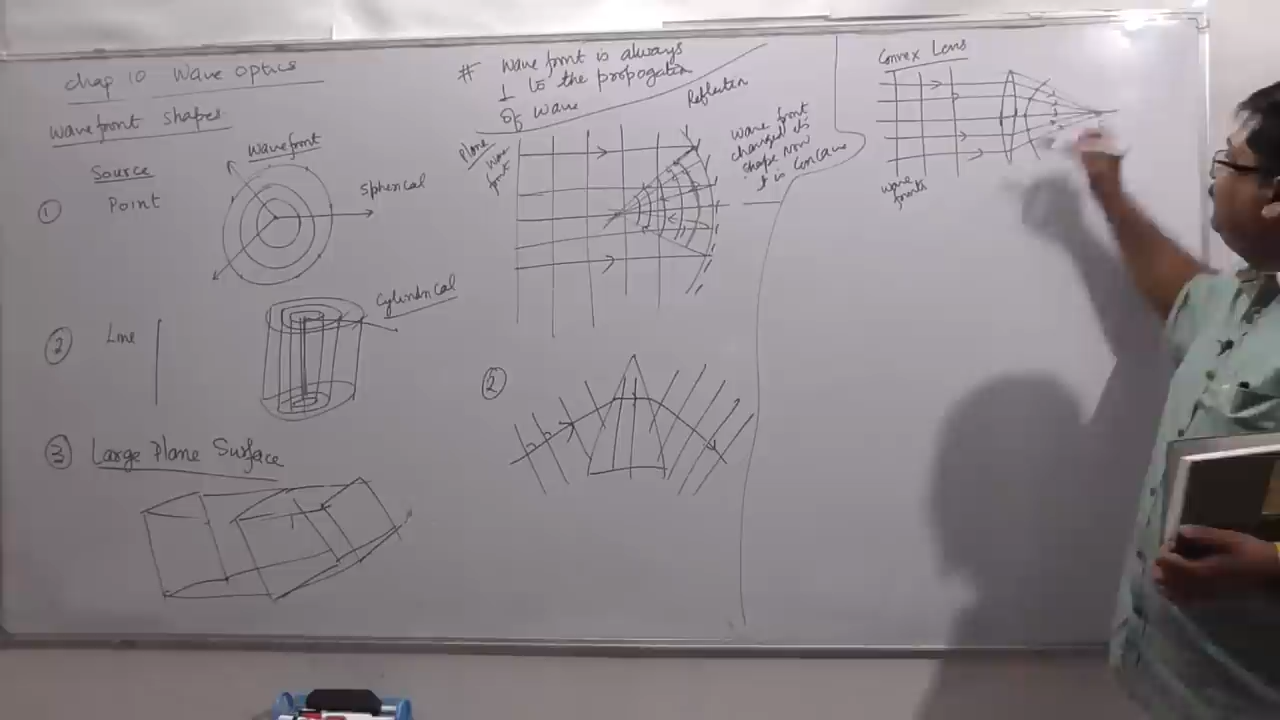 chap 10 Wave Optics
Wavefront shapes
Source
Wavefront
① Point
Spherical
② Line
Cylindrical
③ Large Plane Surface
# Wave front is always
⊥ to the propogation
of wave
Reflection
Plane
Wave
front
Wave front
changed its
shape now
it is Concave
②
Convex Lens
wave
fronts